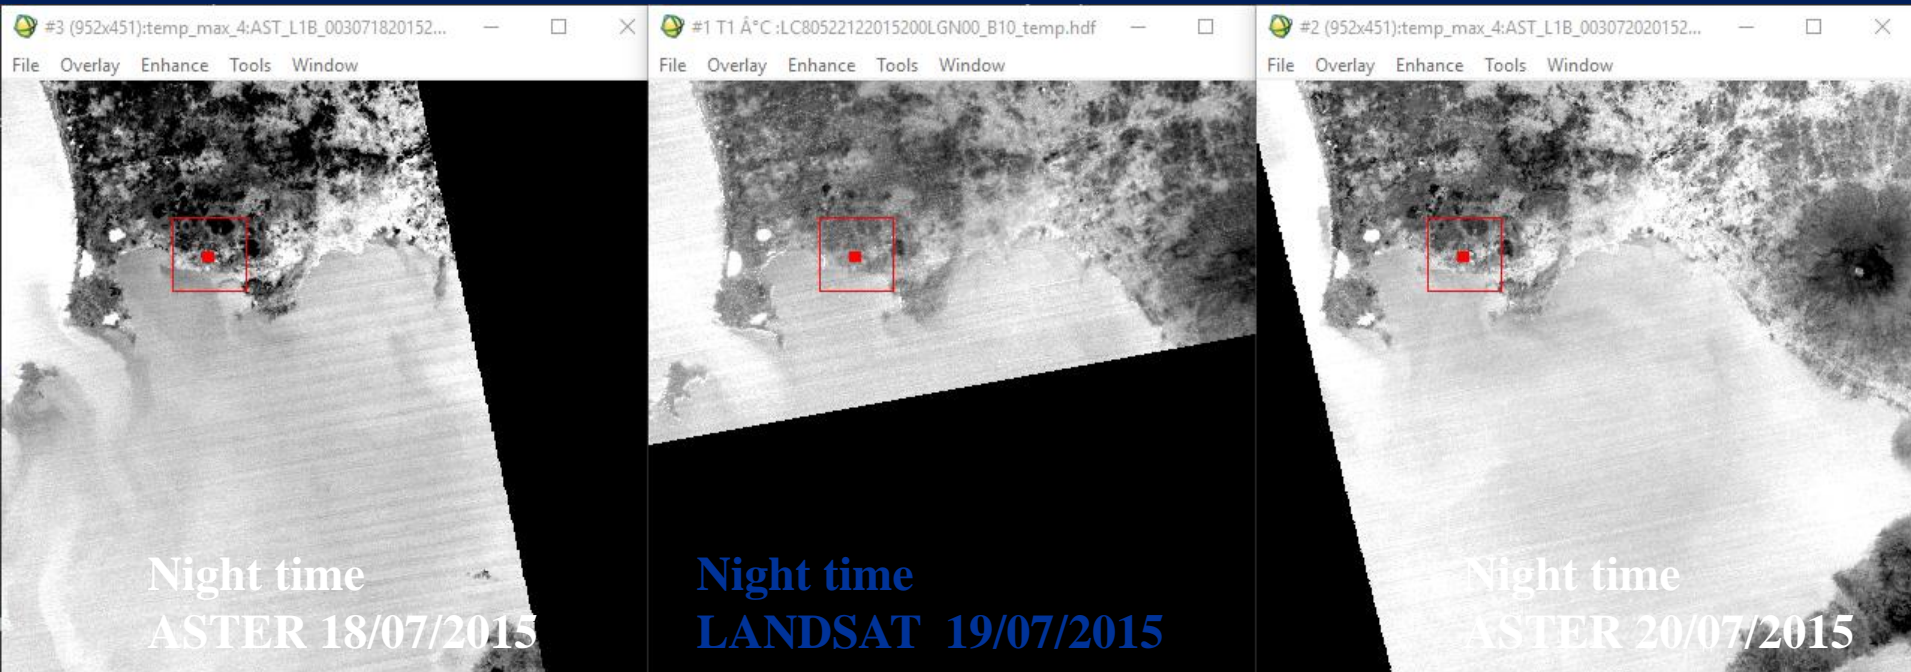 #3 (952x451):temp_max_4:AST_L1B_003071820152...
File Overlay Enhance Tools Window
Night time
ASTER 18/07/2015
#1 T1 Â°C :LC80522122015200LGN00_B10_temp.hdf
File Overlay Enhance Tools Window
Night time
LANDSAT 19/07/2015
#2 (952x451):temp_max_4:AST_L1B_003072020152...
File Overlay Enhance Tools Window
Night time
ASTER 20/07/2015